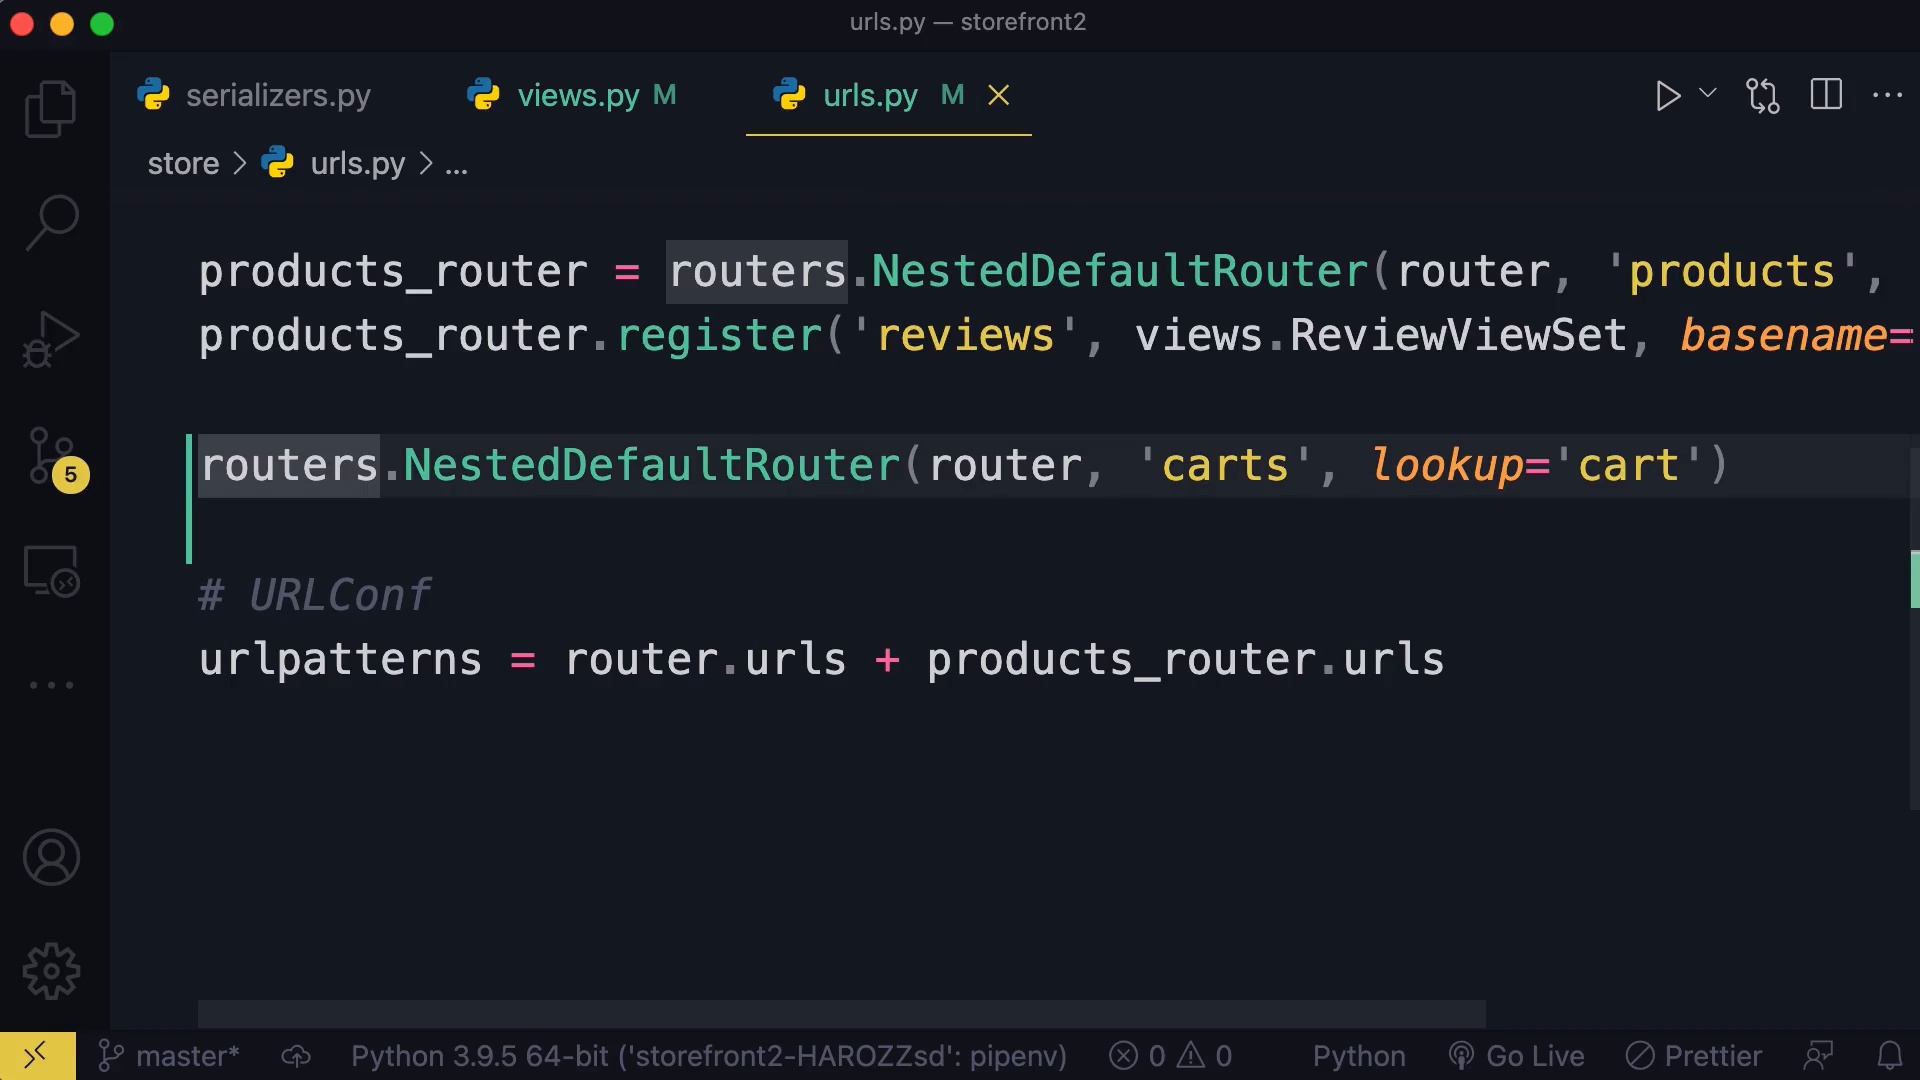 urls.py — storefront2
serializers.py
views.py M
urls.py M
store > urls.py > ...
products_router = routers.NestedDefaultRouter(router, 'products',
products_router.register('reviews', views.ReviewViewSet, basename=
routers.NestedDefaultRouter(router, 'carts', lookup='cart')
# URLConf
urlpatterns = router.urls + products_router.urls
5
master*
Python 3.9.5 64-bit ('storefront2-HAROZZsd': pipenv)
0
0
Python
Go Live
Prettier